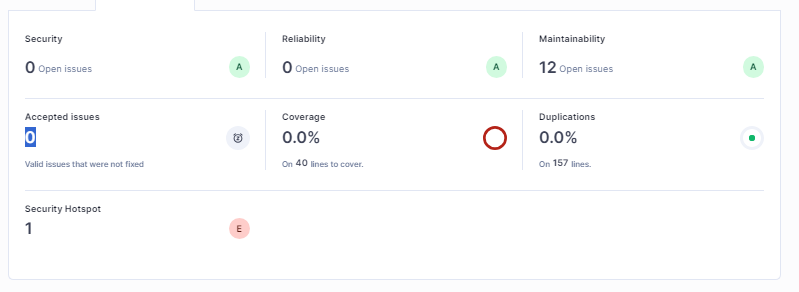 Security
0 Open issues
A
Reliability
0 Open issues
A
Maintainability
12 Open issues
A
Accepted issues
0
Valid issues that were not fixed
Coverage
0.0%
On 40 lines to cover.
Duplications
0.0%
On 157 lines.
Security Hotspot
1
E